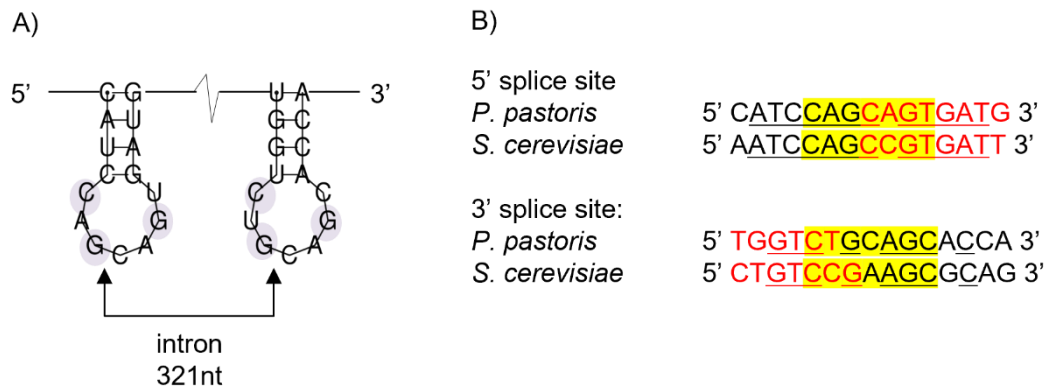 A)
5’ C G U A 3’
A U G C
U A G C
C G U A
C U C C
A G U G
G C A G C A
intron
321nt
B)
5’ splice site
P. pastoris 5’ CATCCAGCAGTGATG 3’
S. cerevisiae 5’ AATCCAGCCGTGATT 3’
3’ splice site:
P. pastoris 5’ TGGTCTGCAGCACCA 3’
S. cerevisiae 5’ CTGTCCGAAGCGCAG 3’